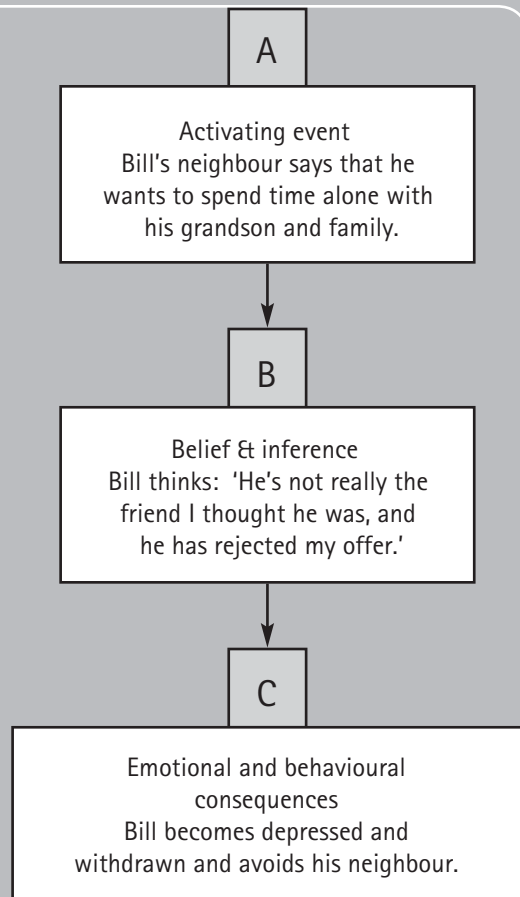 A
Activating event
Bill's neighbour says that he
wants to spend time alone with
his grandson and family.
B
Belief & inference
Bill thinks: 'He's not really the
friend I thought he was, and
he has rejected my offer.'
C
Emotional and behavioural
consequences
Bill becomes depressed and
withdrawn and avoids his neighbour.